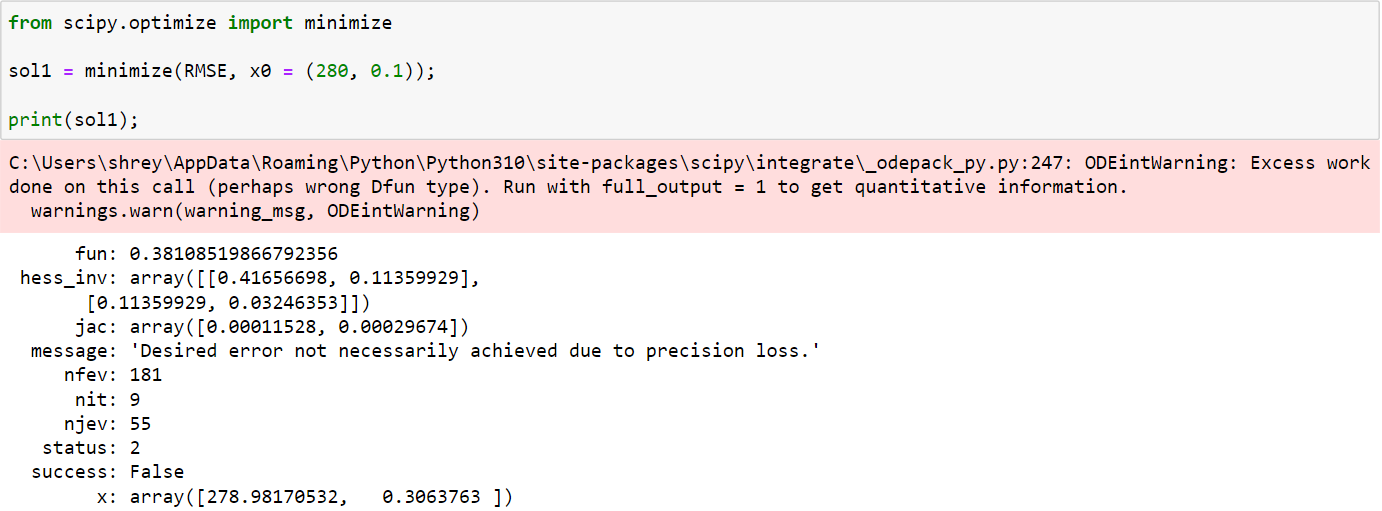 from scipy.optimize import minimize
sol1 = minimize(RMSE, x0 = (280, 0.1));
print(sol1);
C:\Users\shrey\AppData\Roaming\Python\Python310\site-packages\scipy\integrate\_odepack_py.py:247: ODEintWarning: Excess work
done on this call (perhaps wrong Dfun type). Run with full_output = 1 to get quantitative information.
  warnings.warn(warning_msg, ODEintWarning)
      fun: 0.38108519866792356
 hess_inv: array([[0.41656698, 0.11359929],
       [0.11359929, 0.03246353]])
      jac: array([0.00011528, 0.00029674])
  message: 'Desired error not necessarily achieved due to precision loss.'
     nfev: 181
      nit: 9
     njev: 55
   status: 2
  success: False
        x: array([278.98170532,   0.3063763 ])